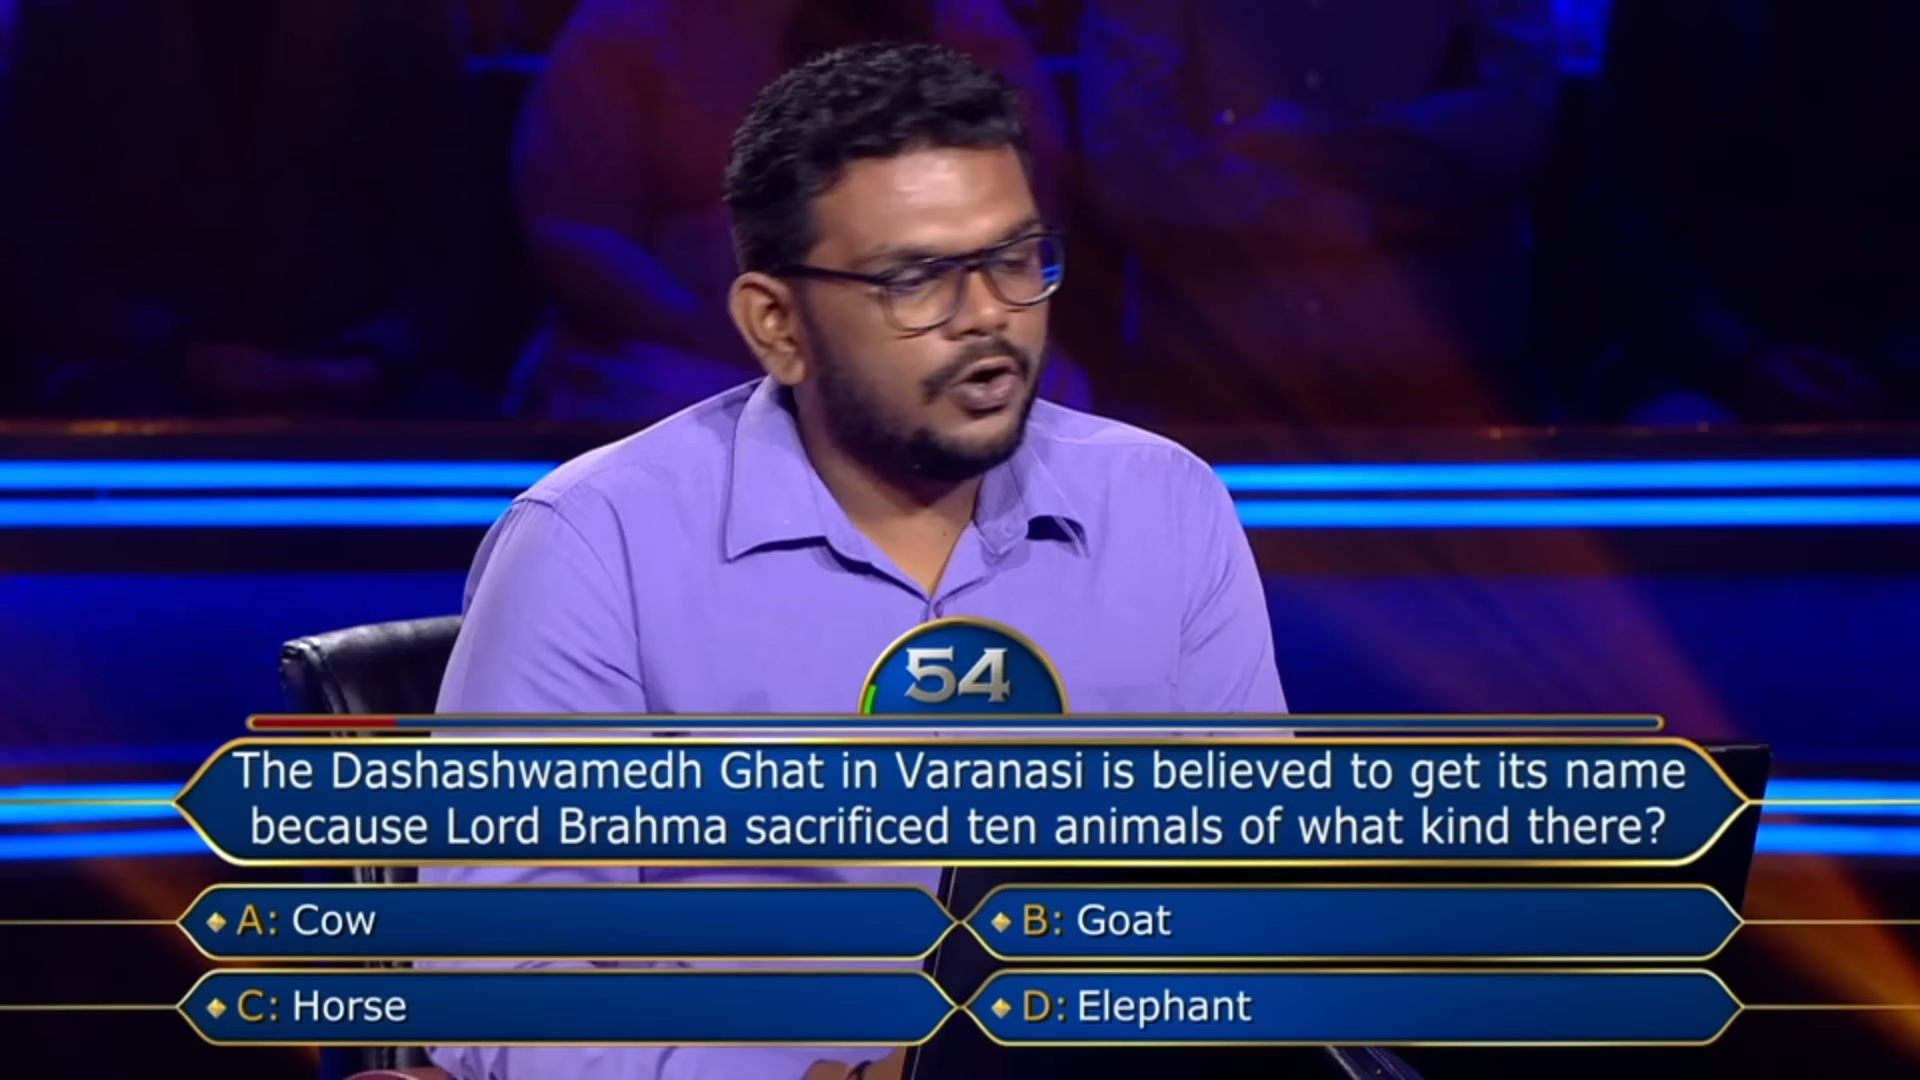 54
The Dashashwamedh Ghat in Varanasi is believed to get its name
because Lord Brahma sacrificed ten animals of what kind there?
A: Cow
B: Goat
C: Horse
D: Elephant